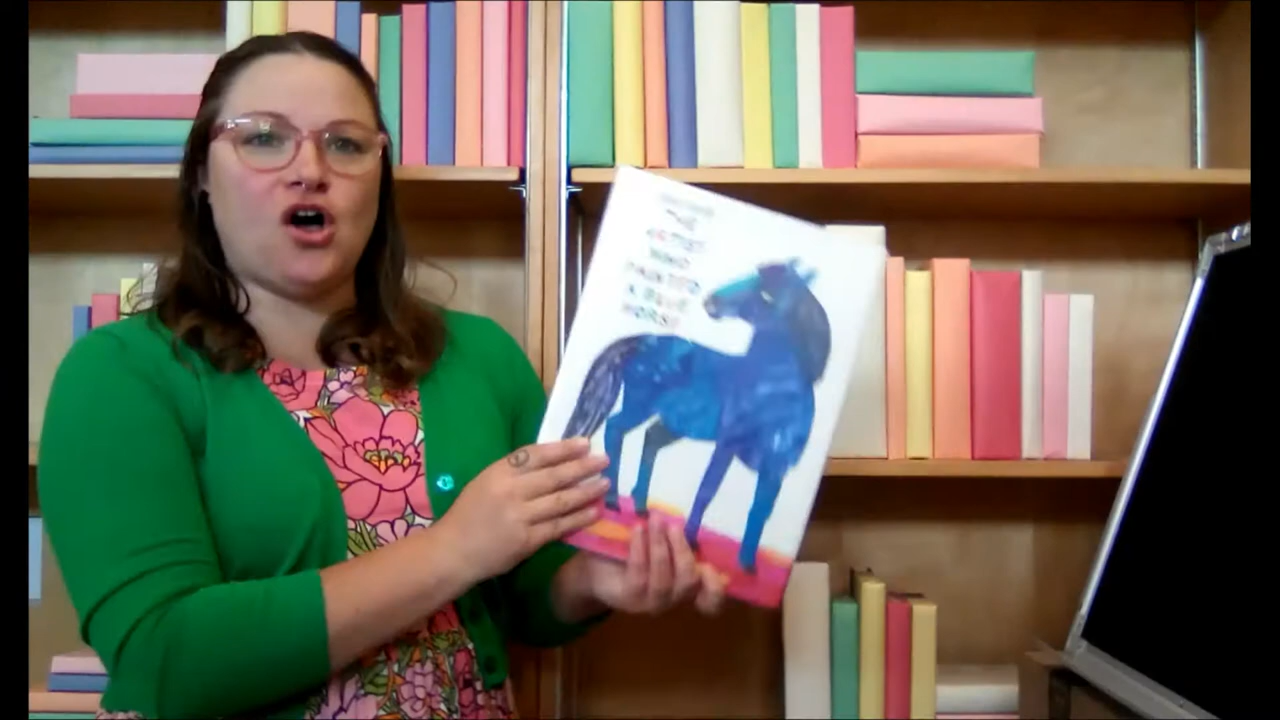 THE
ARTIST
WHO
PAINTED
A BLUE
HORSE